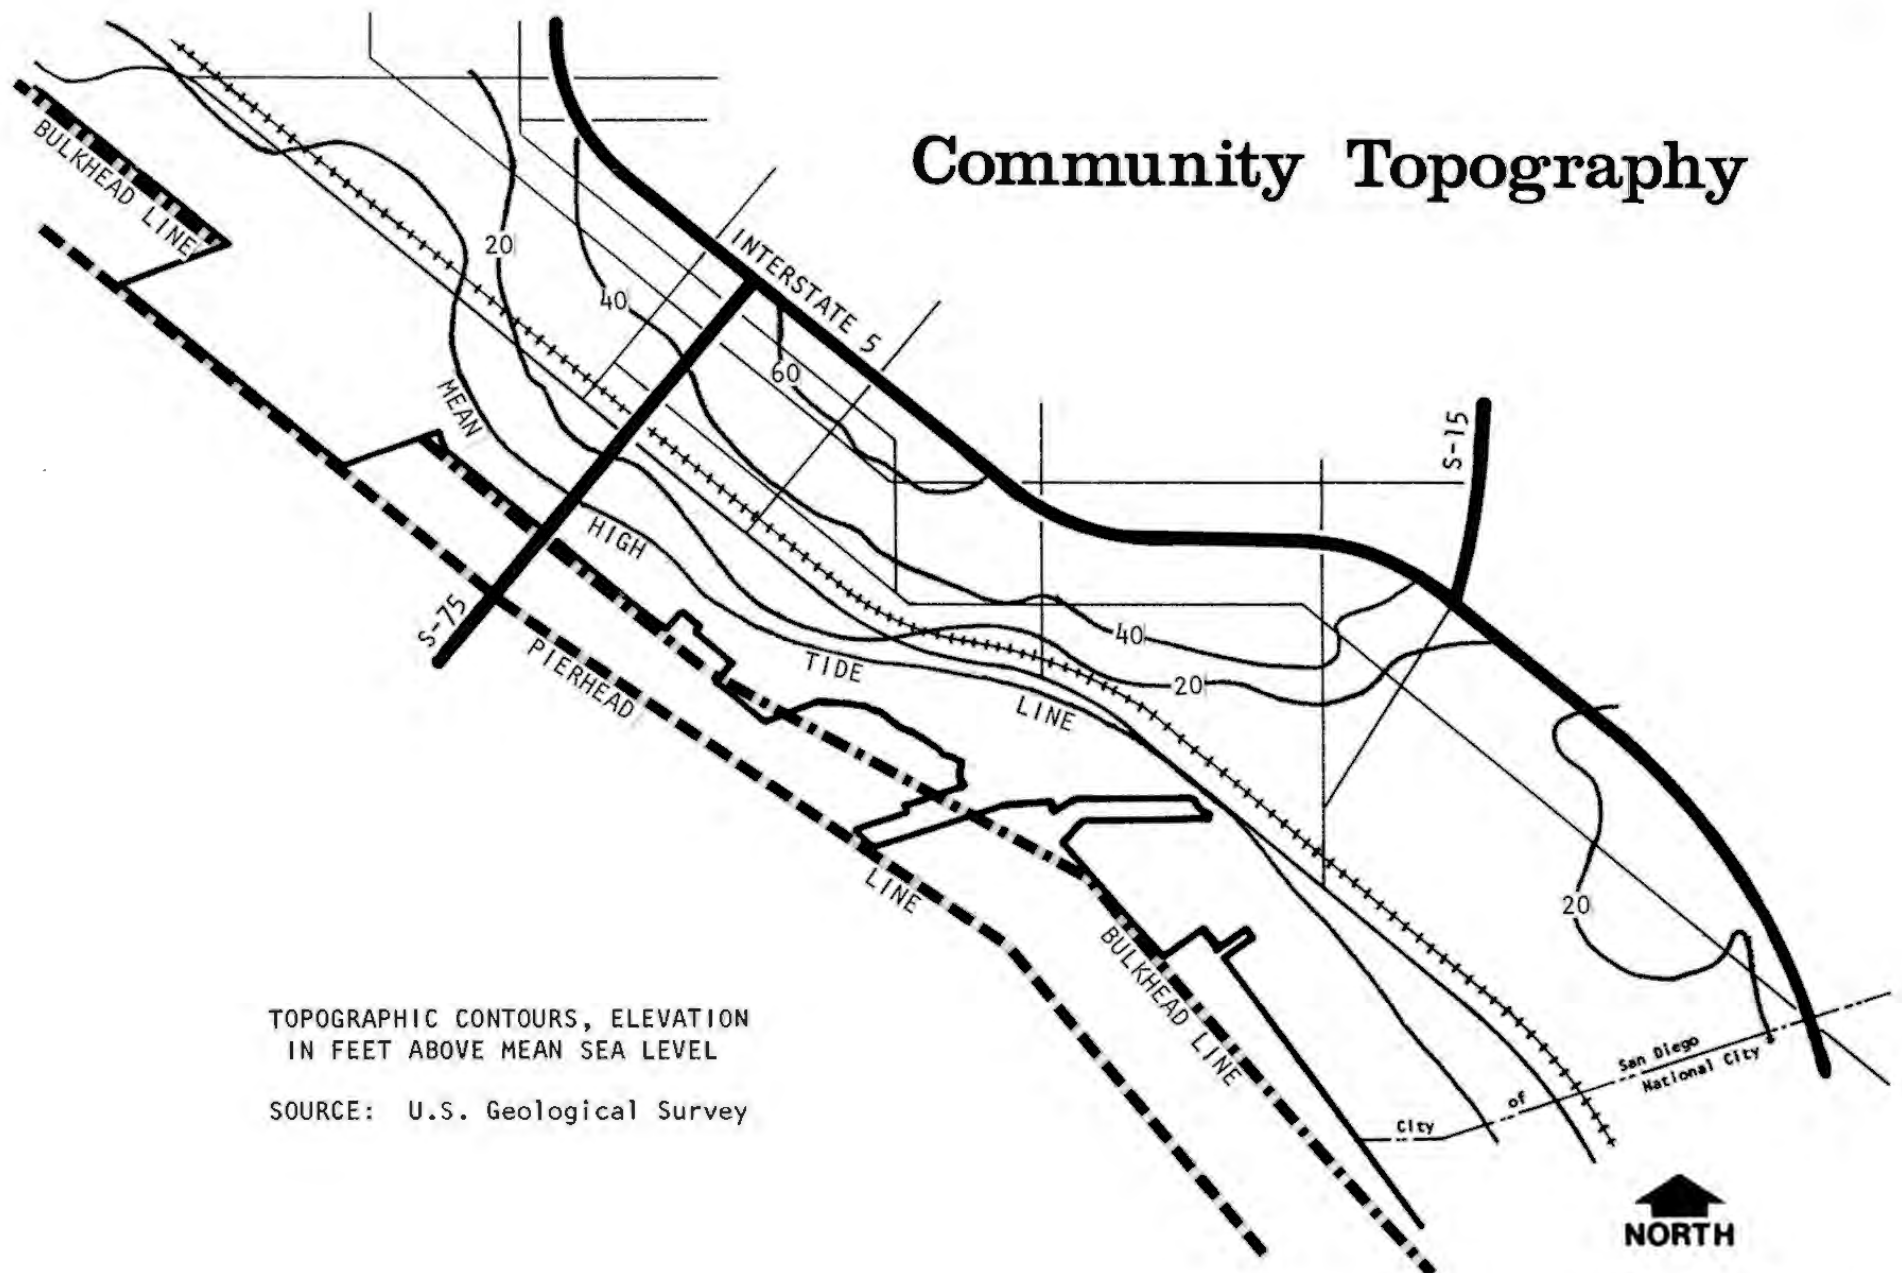 Community Topography
BULKHEAD LINE
20
40
INTERSTATE 5
60
MEAN
HIGH
S-15
S-75
PIERHEAD
TIDE
LINE
40
20
LINE
20
BULKHEAD LINE
TOPOGRAPHIC CONTOURS, ELEVATION
IN FEET ABOVE MEAN SEA LEVEL
SOURCE: U.S. Geological Survey
San Diego
City of
National City
NORTH